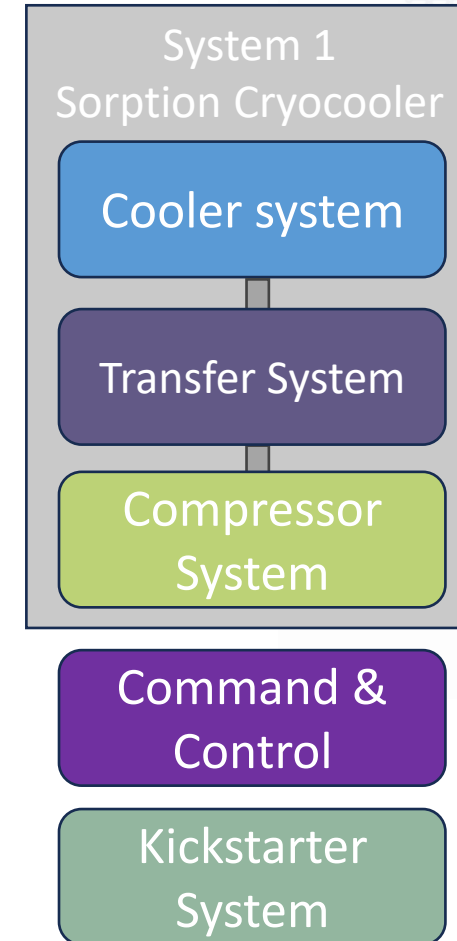 System 1
Sorption Cryocooler
Cooler system
Transfer System
Compressor
System
Command &
Control
Kickstarter
System